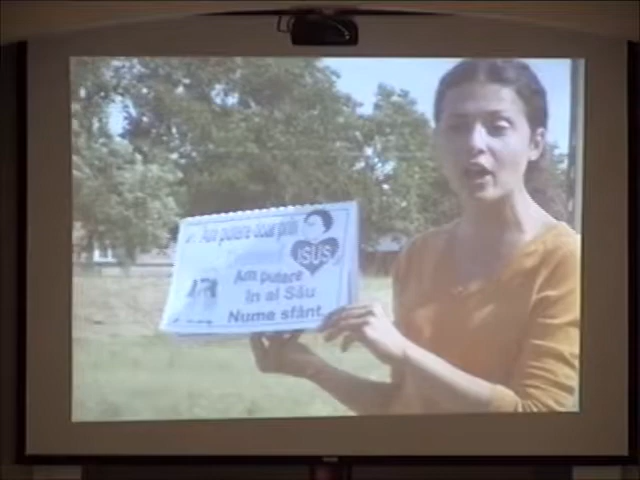 Am putere doar prin
ISUS
Am putere
în al Său
Nume sfânt.